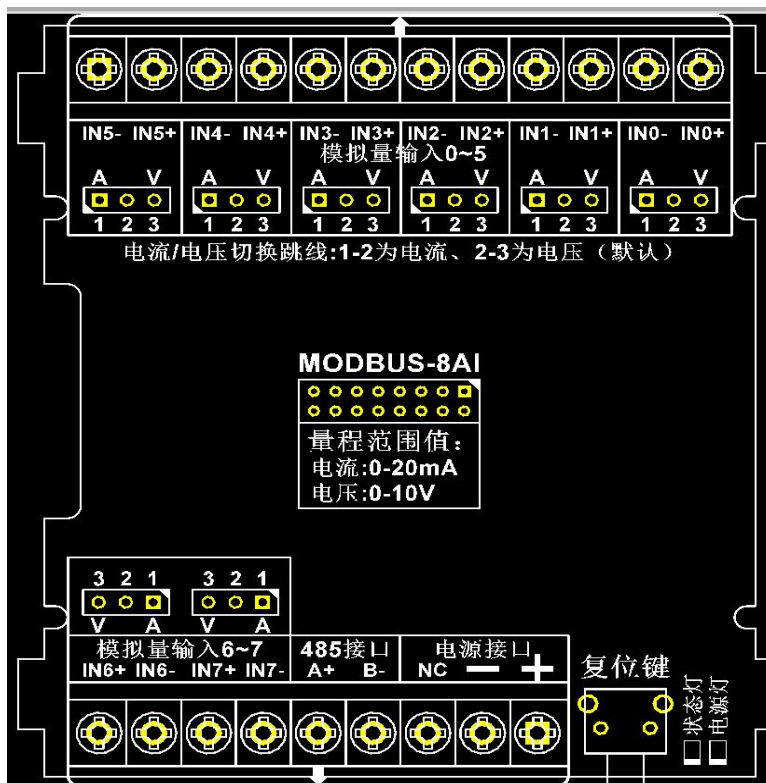 IN5- IN5+ IN4- IN4+ IN3- IN3+ IN2- IN2+ IN1- IN1+ IN0- IN0+
模拟量输入0~5
A V A V A V A V A V A V
1 2 3 1 2 3 1 2 3 1 2 3 1 2 3 1 2 3
电流/电压切换跳线:1-2为电流、2-3为电压（默认）
MODBUS-8AI
量程范围值:
电流:0-20mA
电压:0-10V
3 2 1 3 2 1
V A V A
模拟量输入6~7 485接口 电源接口
IN6+ IN6- IN7+ IN7- A+ B- NC — +
复位键
状态灯
电源灯